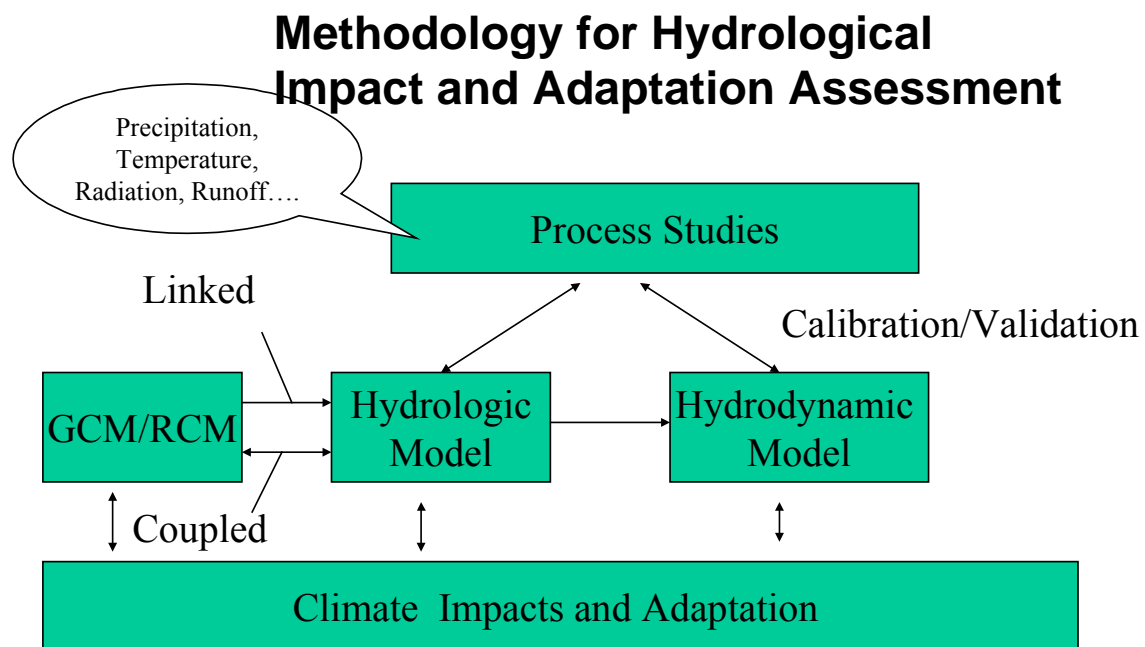 Methodology for Hydrological
Impact and Adaptation Assessment
Precipitation,
Temperature,
Radiation, Runoff….
Process Studies
Linked
Calibration/Validation
GCM/RCM
Hydrologic
Model
Hydrodynamic
Model
Coupled
Climate Impacts and Adaptation